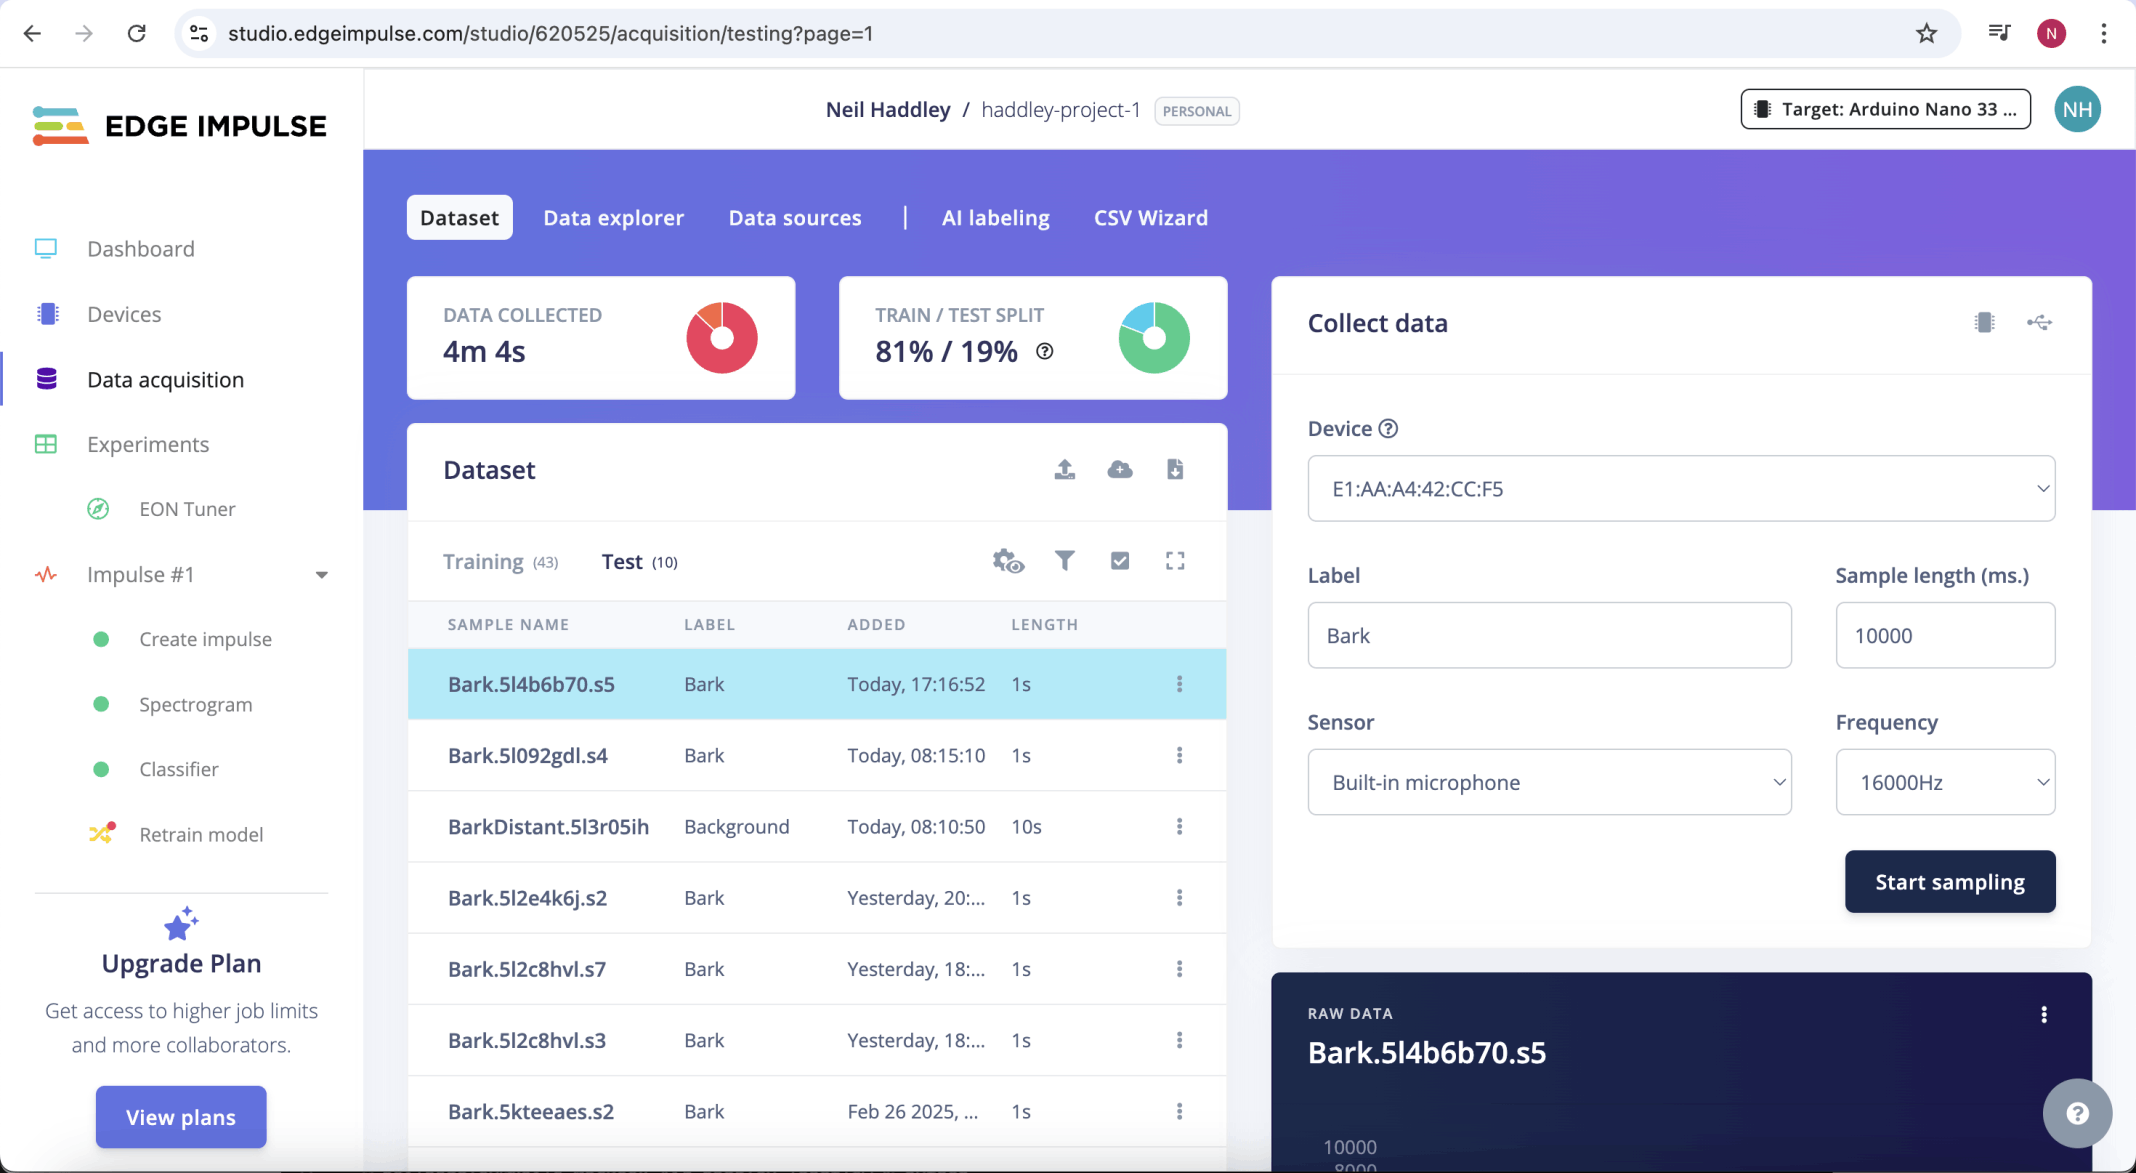 studio.edgeimpulse.com/studio/620525/acquisition/testing?page=1
N
EDGE IMPULSE
Neil Haddley / haddley-project-1 PERSONAL
Target: Arduino Nano 33 ...
NH
Dashboard
Devices
Data acquisition
Experiments
EON Tuner
Impulse #1
Create impulse
Spectrogram
Classifier
Retrain model
Upgrade Plan
Get access to higher job limits
and more collaborators.
View plans
Dataset Data explorer Data sources | AI labeling CSV Wizard
DATA COLLECTED
4m 4s
TRAIN / TEST SPLIT
81% / 19%
Dataset
Training (43) Test (10)
SAMPLE NAME LABEL ADDED LENGTH
Bark.5l4b6b70.s5 Bark Today, 17:16:52 1s
Bark.5l092gdl.s4 Bark Today, 08:15:10 1s
BarkDistant.5l3r05ih Background Today, 08:10:50 10s
Bark.5l2e4k6j.s2 Bark Yesterday, 20:... 1s
Bark.5l2c8hvl.s7 Bark Yesterday, 18:... 1s
Bark.5l2c8hvl.s3 Bark Yesterday, 18:... 1s
Bark.5kteeaes.s2 Bark Feb 26 2025, ... 1s
Collect data
Device
E1:AA:A4:42:CC:F5
Label Sample length (ms.)
Bark 10000
Sensor Frequency
Built-in microphone 16000Hz
Start sampling
RAW DATA
Bark.5l4b6b70.s5
10000
8000